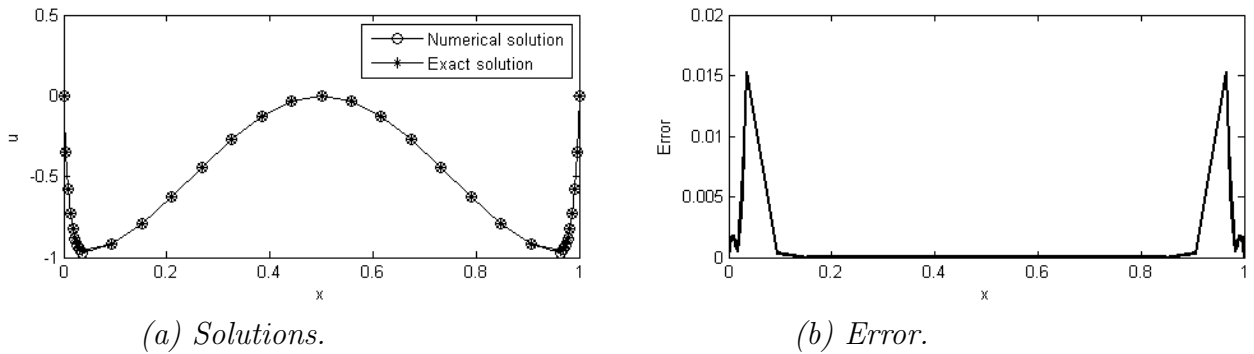 0.5
0
-0.5
-1
u
0
0.2
0.4
0.6
0.8
1
x
Numerical solution
Exact solution
(a) Solutions.
0.02
0.015
0.01
0.005
0
Error
0
0.2
0.4
0.6
0.8
1
x
(b) Error.